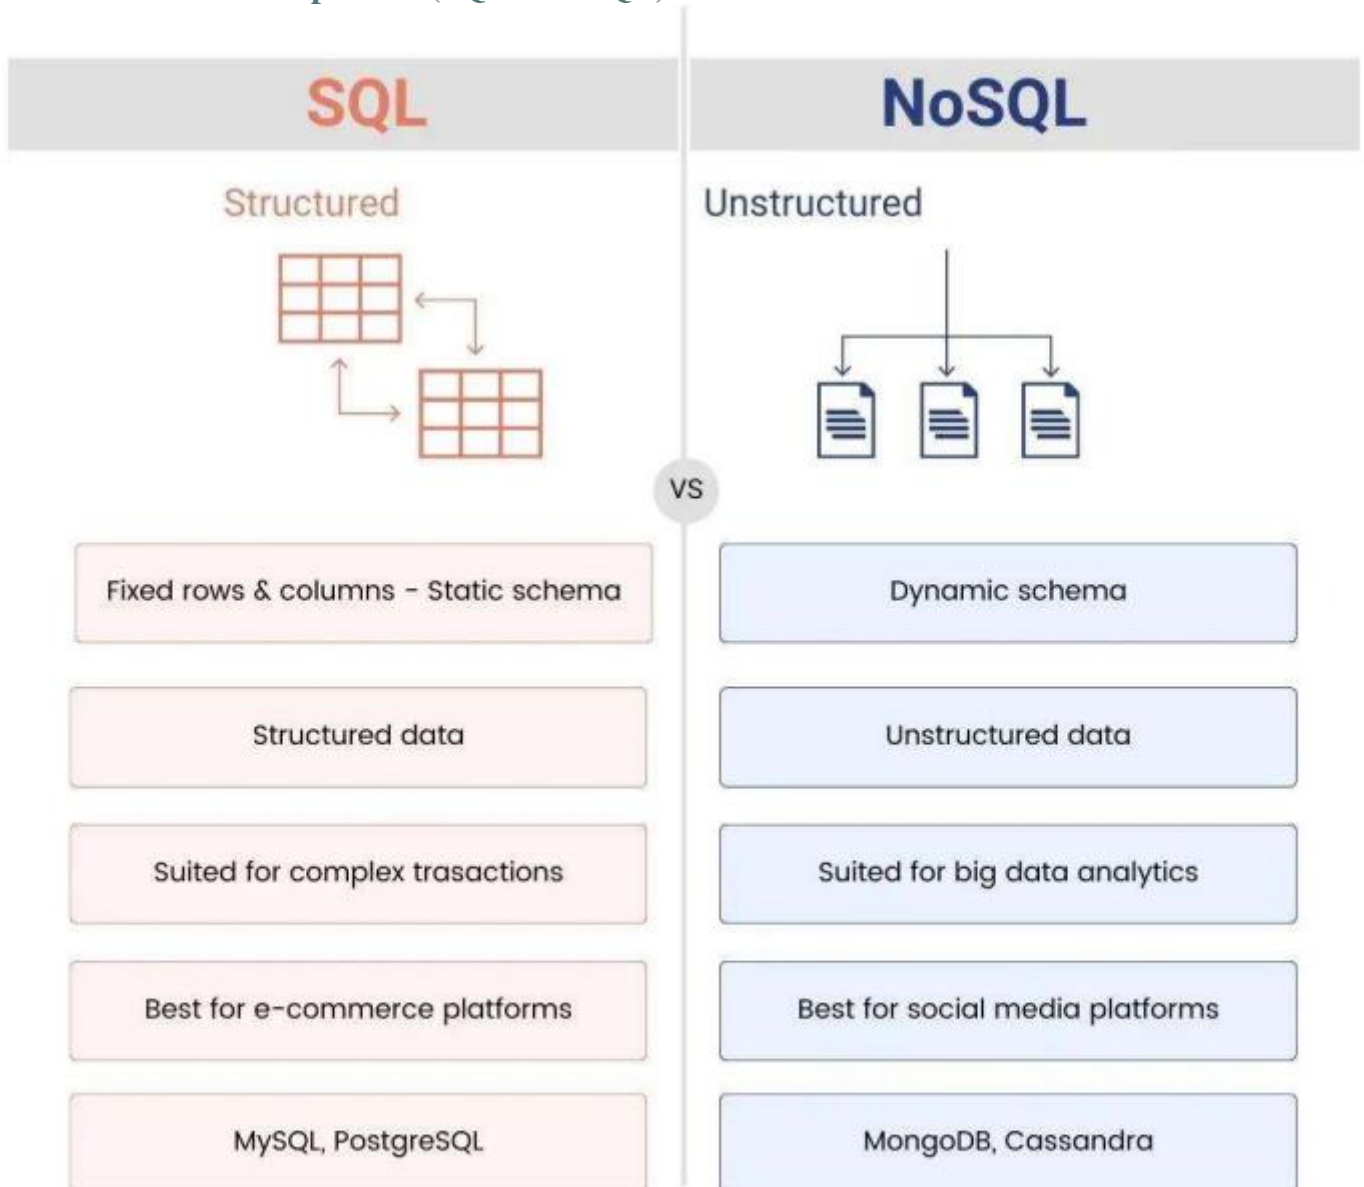 SQL
NoSQL
Structured
Unstructured
VS
Fixed rows & columns - Static schema
Dynamic schema
Structured data
Unstructured data
Suited for complex trasactions
Suited for big data analytics
Best for e-commerce platforms
Best for social media platforms
MySQL, PostgreSQL
MongoDB, Cassandra